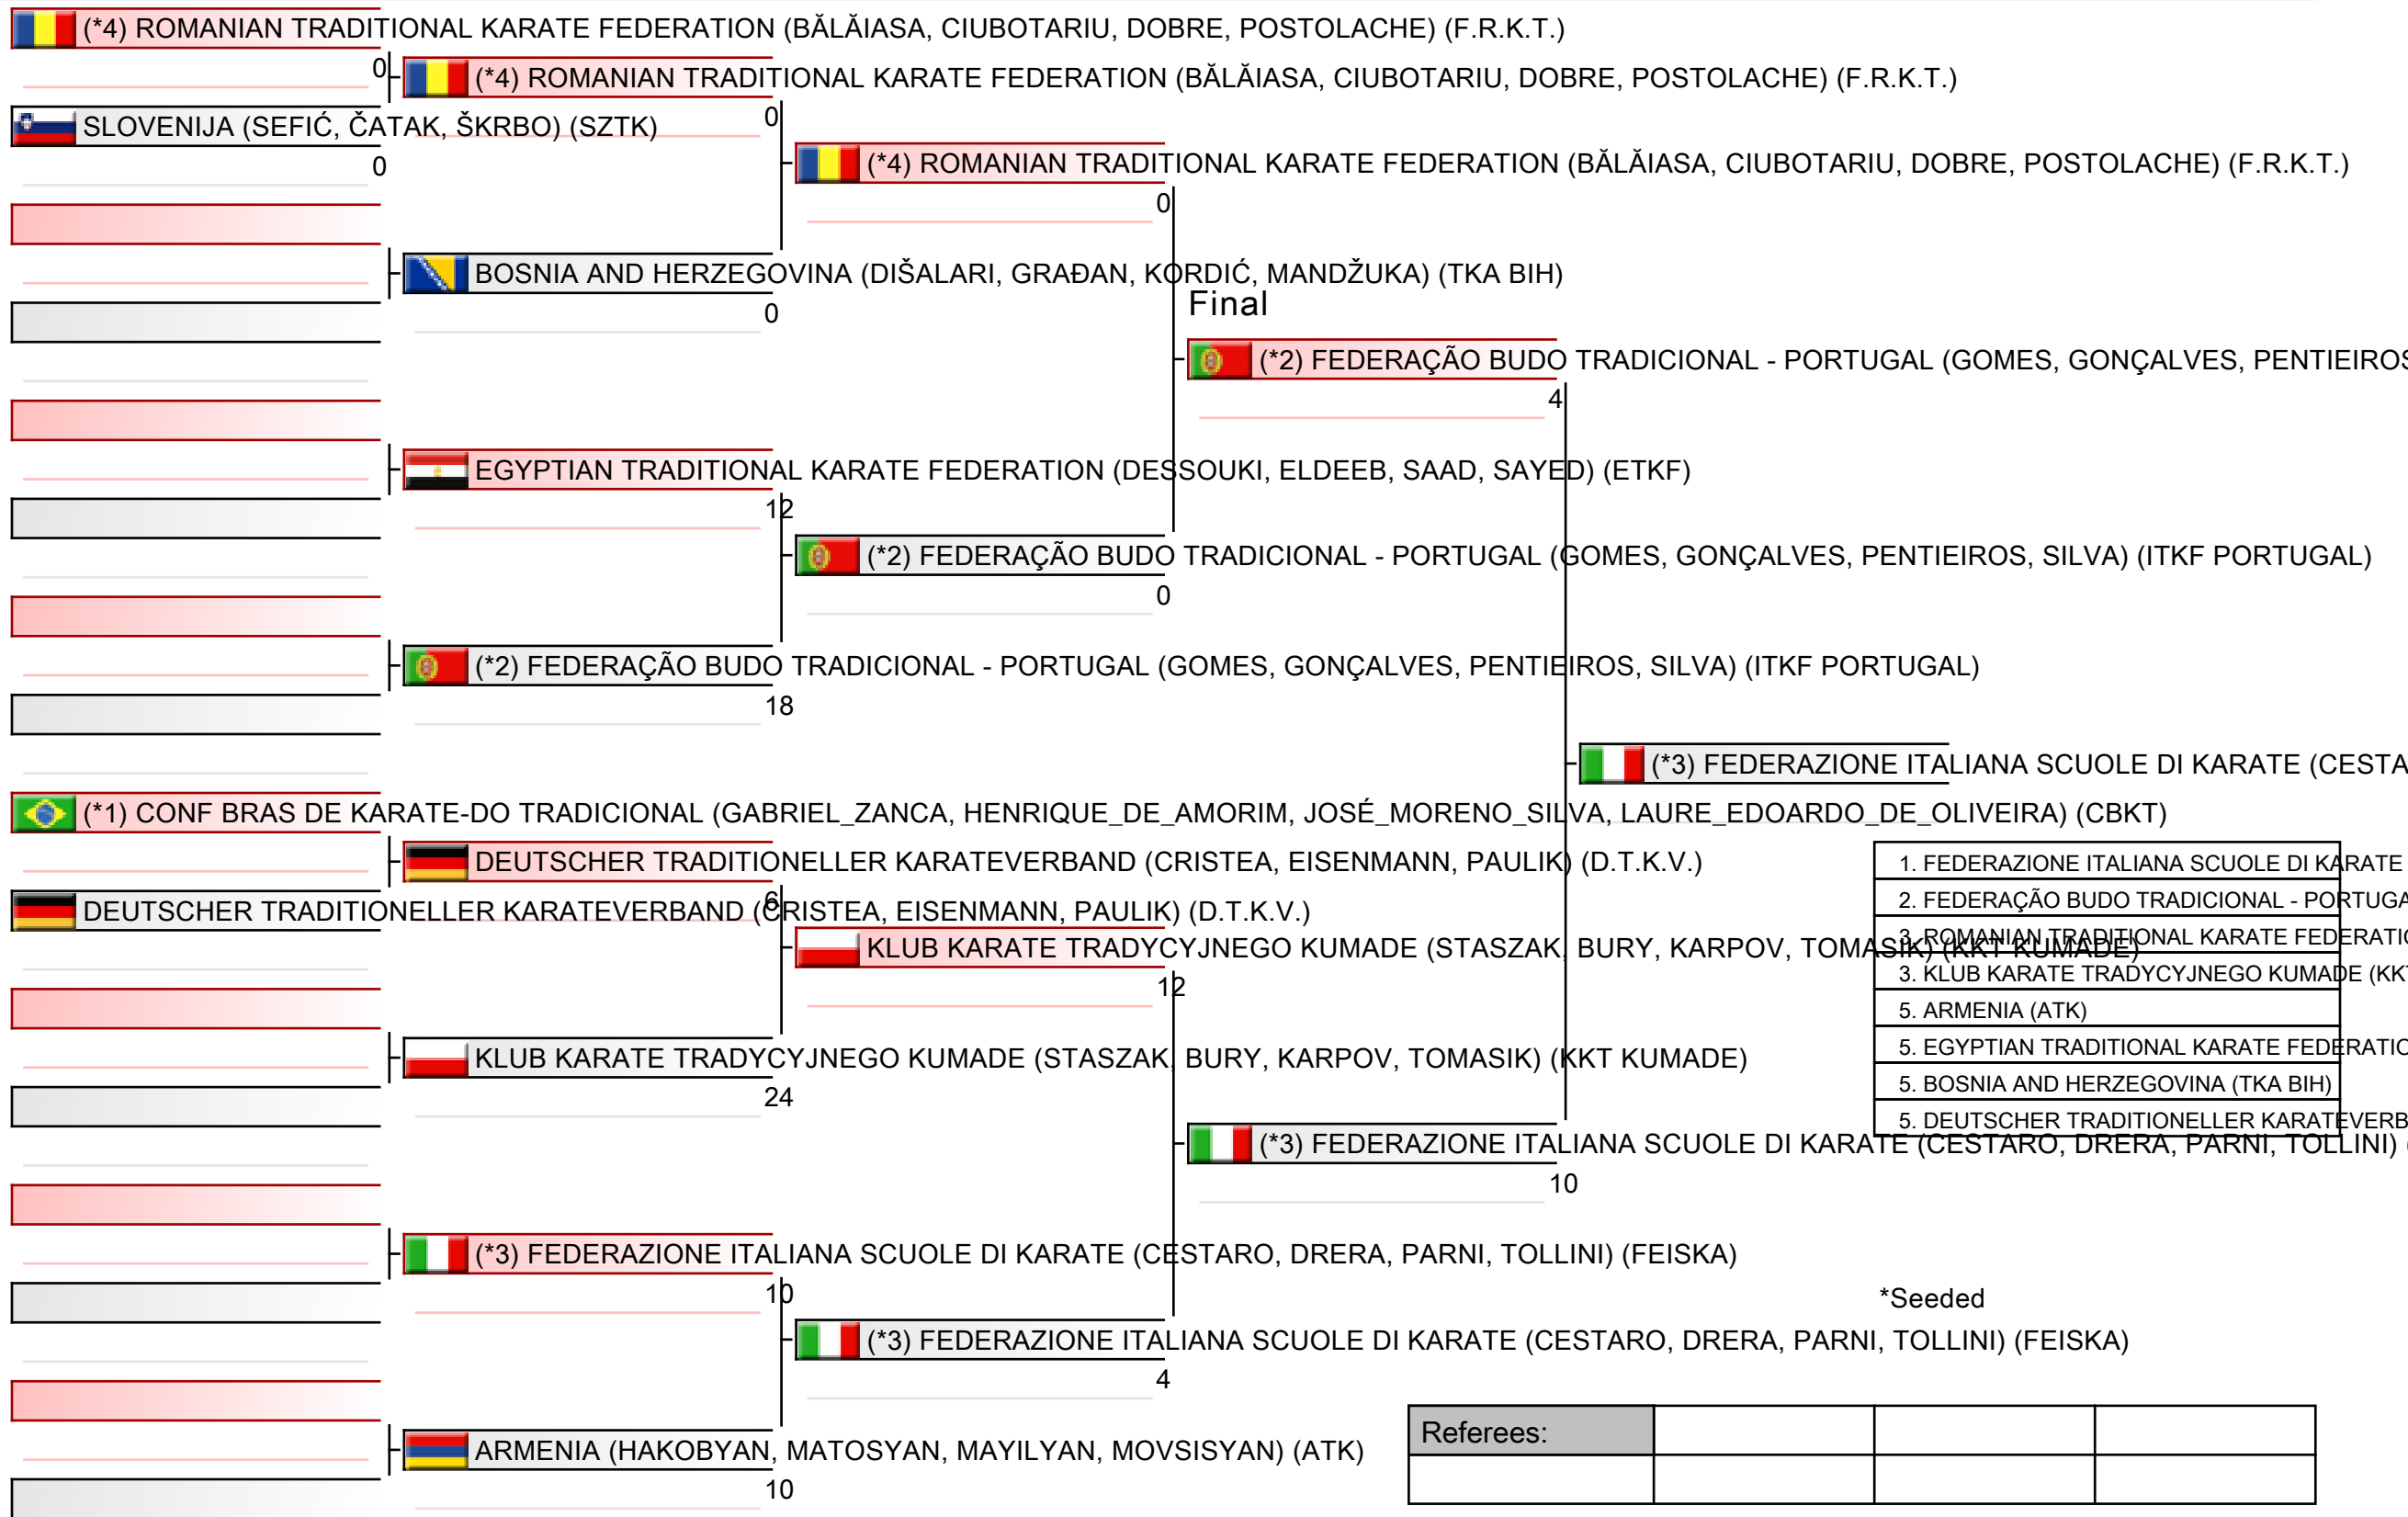 (*4) ROMANIAN TRADITIONAL KARATE FEDERATION (BĂLĂIASA, CIUBOTARIU, DOBRE, POSTOLACHE) (F.R.K.T.)
0
(*4) ROMANIAN TRADITIONAL KARATE FEDERATION (BĂLĂIASA, CIUBOTARIU, DOBRE, POSTOLACHE) (F.R.K.T.)
0
SLOVENIJA (SEFIĆ, ČATAK, ŠKRBO) (SZTK)
0
(*4) ROMANIAN TRADITIONAL KARATE FEDERATION (BĂLĂIASA, CIUBOTARIU, DOBRE, POSTOLACHE) (F.R.K.T.)
0
BOSNIA AND HERZEGOVINA (DIŠALARI, GRAĐAN, KORDIĆ, MANDŽUKA) (TKA BIH)
0
Final
(*2) FEDERAÇÃO BUDO TRADICIONAL - PORTUGAL (GOMES, GONÇALVES, PENTIEIROS
4
EGYPTIAN TRADITIONAL KARATE FEDERATION (DESSOUKI, ELDEEB, SAAD, SAYED) (ETKF)
12
(*2) FEDERAÇÃO BUDO TRADICIONAL - PORTUGAL (GOMES, GONÇALVES, PENTIEIROS, SILVA) (ITKF PORTUGAL)
0
(*2) FEDERAÇÃO BUDO TRADICIONAL - PORTUGAL (GOMES, GONÇALVES, PENTIEIROS, SILVA) (ITKF PORTUGAL)
18
(*3) FEDERAZIONE ITALIANA SCUOLE DI KARATE (CESTA
(*1) CONF BRAS DE KARATE-DO TRADICIONAL (GABRIEL_ZANCA, HENRIQUE_DE_AMORIM, JOSÉ_MORENO_SILVA, LAURE_EDOARDO_DE_OLIVEIRA) (CBKT)
DEUTSCHER TRADITIONELLER KARATEVERBAND (CRISTEA, EISENMANN, PAULIK) (D.T.K.V.)
6
DEUTSCHER TRADITIONELLER KARATEVERBAND (CRISTEA, EISENMANN, PAULIK) (D.T.K.V.)
KLUB KARATE TRADYCYJNEGO KUMADE (STASZAK, BURY, KARPOV, TOMASIK) (KKT KUMADE)
12
KLUB KARATE TRADYCYJNEGO KUMADE (STASZAK, BURY, KARPOV, TOMASIK) (KKT KUMADE)
24
1. FEDERAZIONE ITALIANA SCUOLE DI KARATE
2. FEDERAÇÃO BUDO TRADICIONAL - PORTUGA
3. ROMANIAN TRADITIONAL KARATE FEDERATIO
3. KLUB KARATE TRADYCYJNEGO KUMADE (KKT
5. ARMENIA (ATK)
5. EGYPTIAN TRADITIONAL KARATE FEDERATIO
5. BOSNIA AND HERZEGOVINA (TKA BIH)
5. DEUTSCHER TRADITIONELLER KARATEVERB
(*3) FEDERAZIONE ITALIANA SCUOLE DI KARATE (CESTARO, DRERA, PARNI, TOLLINI) (
10
(*3) FEDERAZIONE ITALIANA SCUOLE DI KARATE (CESTARO, DRERA, PARNI, TOLLINI) (FEISKA)
10
*Seeded
(*3) FEDERAZIONE ITALIANA SCUOLE DI KARATE (CESTARO, DRERA, PARNI, TOLLINI) (FEISKA)
4
ARMENIA (HAKOBYAN, MATOSYAN, MAYILYAN, MOVSISYAN) (ATK)
10
Referees: